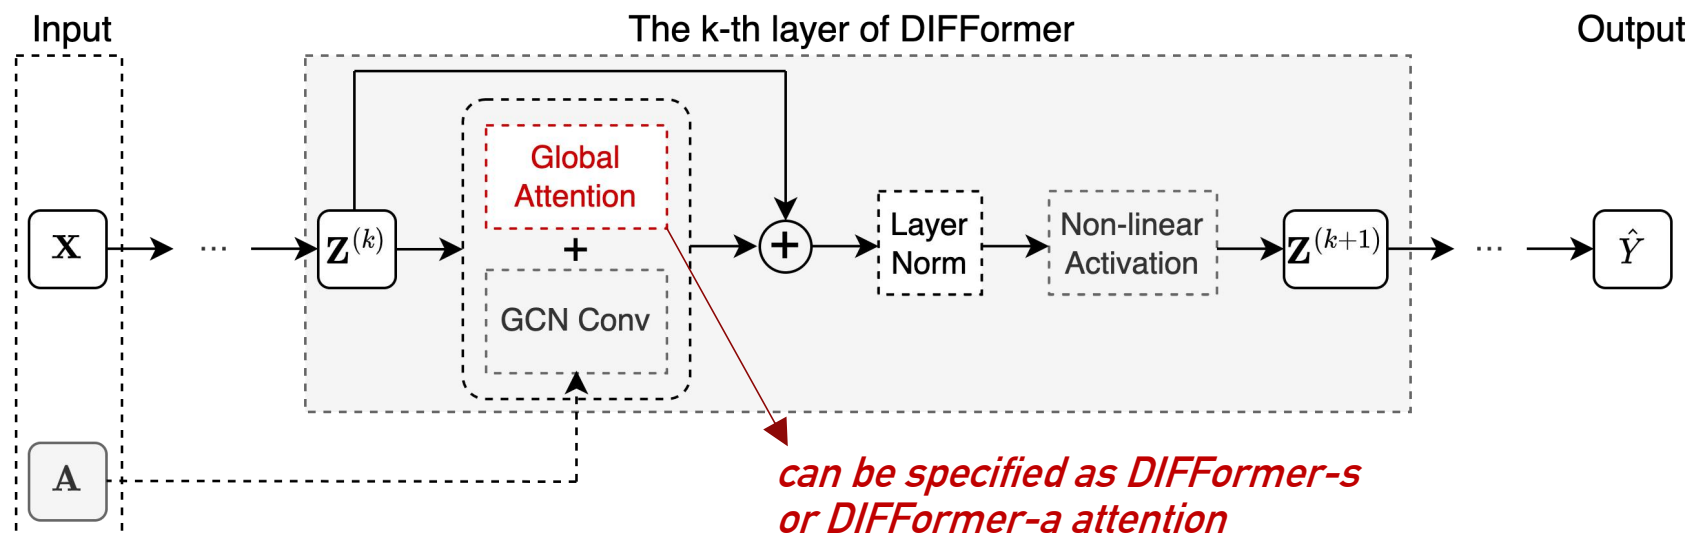 Input
The k-th layer of DIFFormer
Output
Global
Attention
+
GCN Conv
X
...
Z^{(k)}
+
Layer
Norm
Non-linear
Activation
Z^{(k+1)}
...
Ŷ
A
can be specified as DIFFormer-s
or DIFFormer-a attention